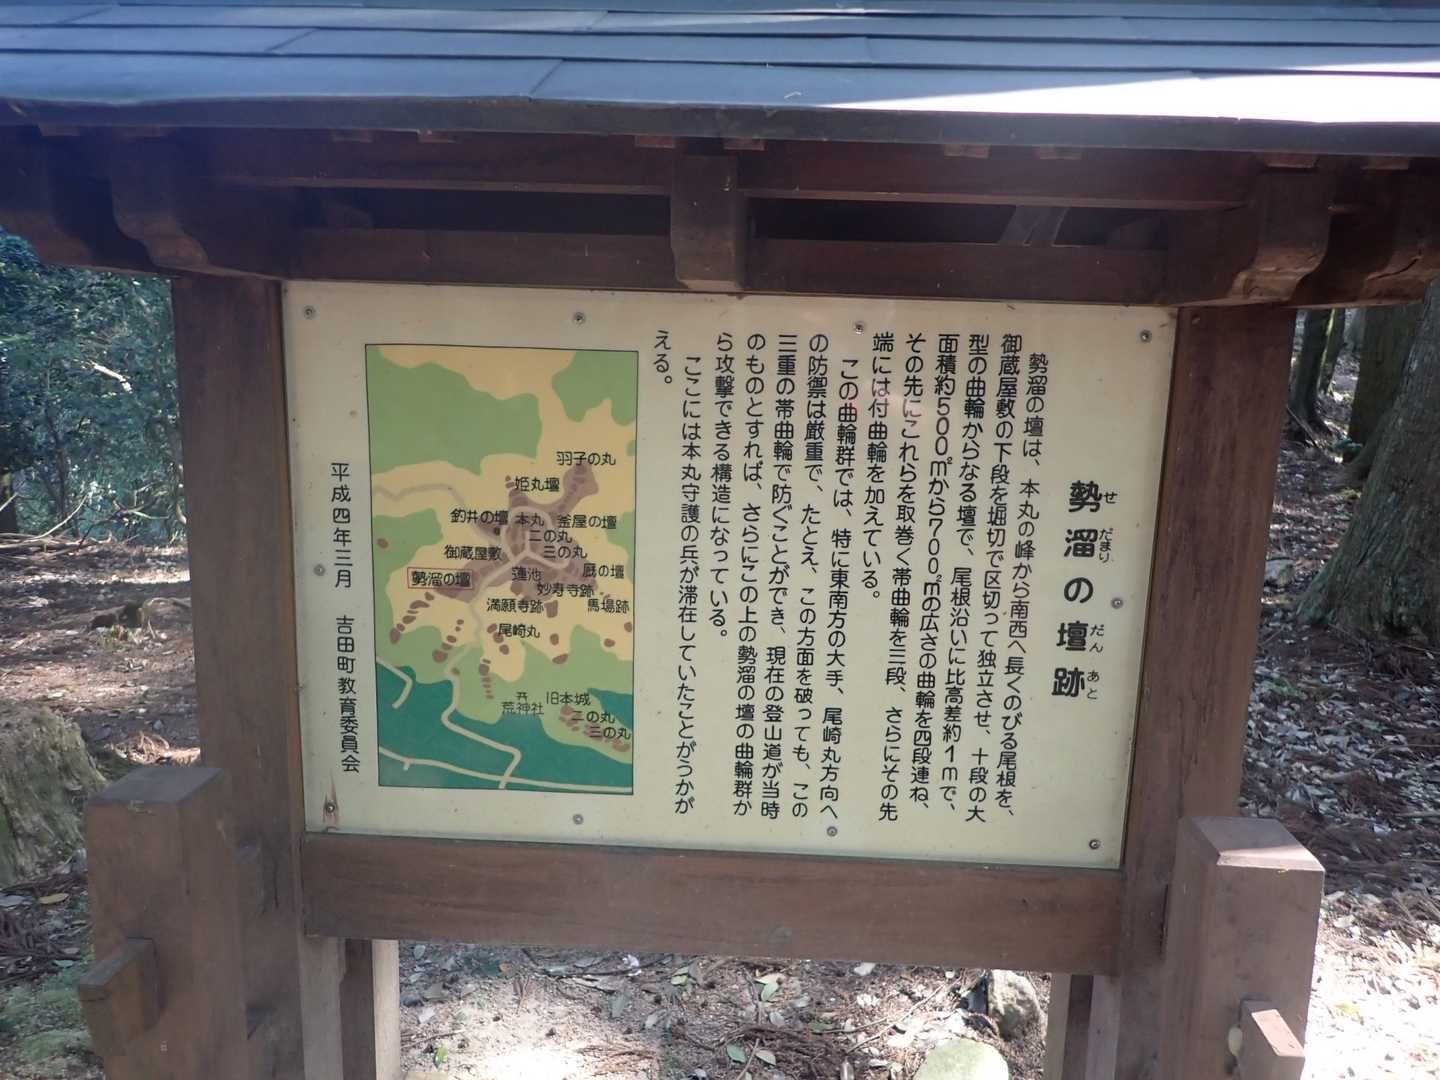 勢溜の壇跡
せ だまり だん あと
勢溜の壇は、本丸の峰から南西へ長くのびる尾根を、
御蔵屋敷の下段を堀切で区切って独立させ、十段の大
型の曲輪からなる壇で、尾根沿いに比高差約1ｍで、
面積約500㎡から700㎡の広さの曲輪を四段連ね、
その先にこれらを取巻く帯曲輪を三段、さらにその先
端には付曲輪を加えている。
この曲輪群では、特に東南方の大手、尾崎丸方向へ
の防禦は厳重で、たとえ、この方面を破っても、この
三重の帯曲輪で防ぐことができ、現在の登山道が当時
のものとすれば、さらにこの上の勢溜の壇の曲輪群か
ら攻撃できる構造になっている。
ここには本丸守護の兵が滞在していたことがうかが
える。
羽子の丸
姫丸壇
釣井の壇
本丸
釜屋の壇
二の丸
御蔵屋敷
三の丸
勢溜の壇
蓮池
厩の壇
妙寿寺跡
満願寺跡
馬場跡
尾崎丸
荒神社
旧本城
二の丸
三の丸
平成四年三月 吉田町教育委員会